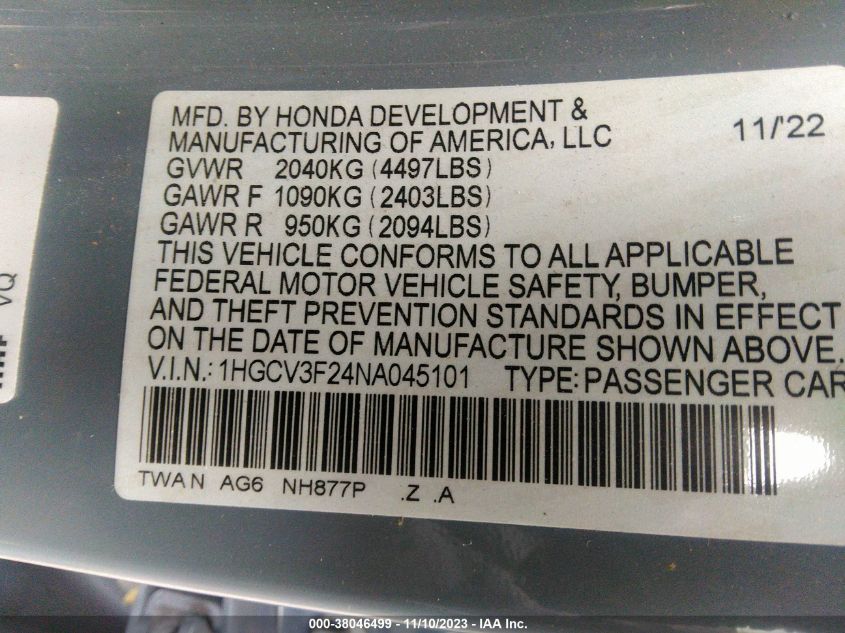 MFD. BY HONDA DEVELOPMENT &
MANUFACTURING OF AMERICA, LLC 11/'22
GVWR 2040KG (4497LBS)
GAWR F 1090KG (2403LBS)
GAWR R 950KG (2094LBS)
THIS VEHICLE CONFORMS TO ALL APPLICABLE
FEDERAL MOTOR VEHICLE SAFETY, BUMPER,
AND THEFT PREVENTION STANDARDS IN EFFECT
ON THE DATE OF MANUFACTURE SHOWN ABOVE.
V.I.N.: 1HGCV3F24NA045101 TYPE: PASSENGER CAR
TWAN AG6 NH877P .Z .A
VQ
000-38046499 - 11/10/2023 - IAA Inc.